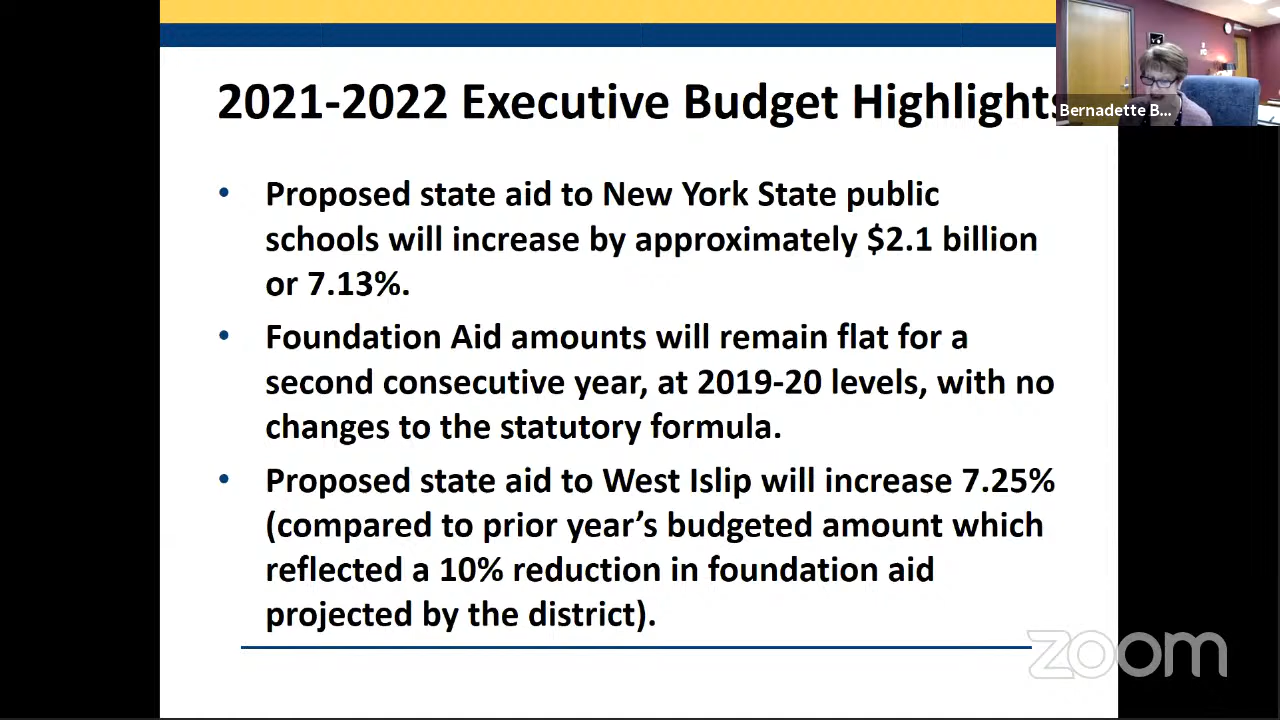 2021-2022 Executive Budget Highlights
Bernadette B...
• Proposed state aid to New York State public
schools will increase by approximately $2.1 billion
or 7.13%.
• Foundation Aid amounts will remain flat for a
second consecutive year, at 2019-20 levels, with no
changes to the statutory formula.
• Proposed state aid to West Islip will increase 7.25%
(compared to prior year’s budgeted amount which
reflected a 10% reduction in foundation aid
projected by the district).
zoom